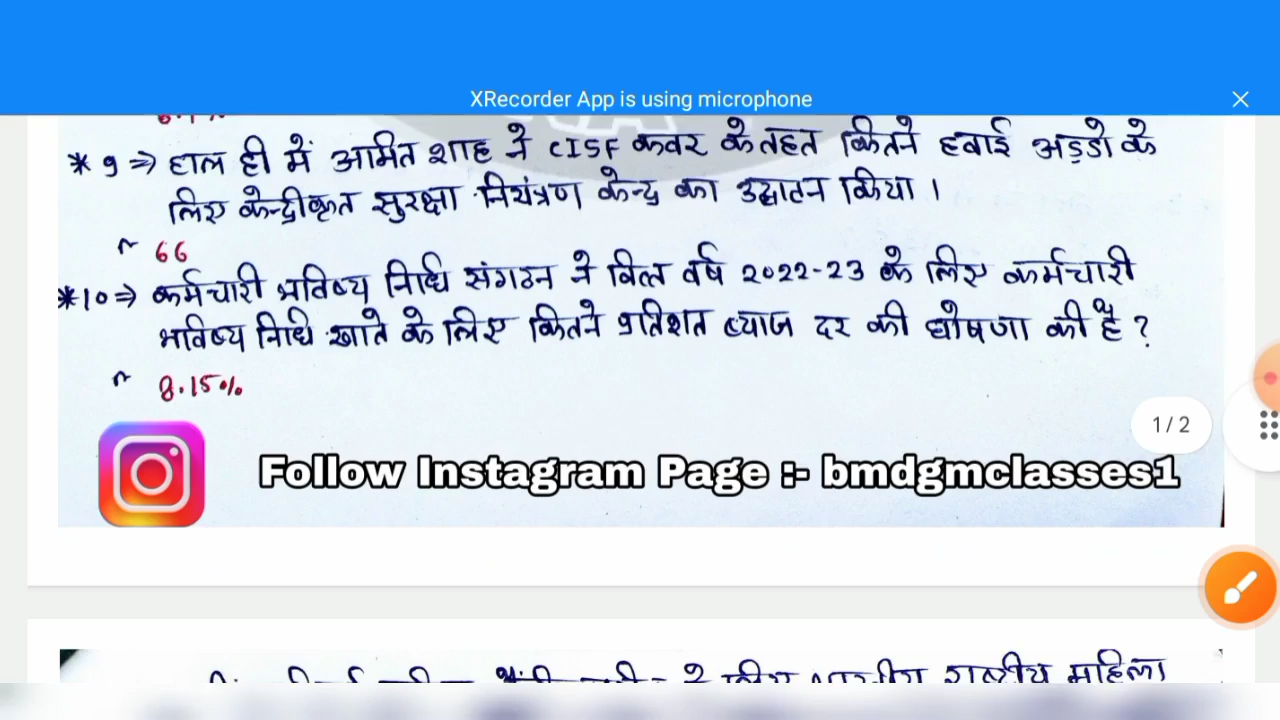 XRecorder App is using microphone
* 9 ⇒ हाल ही में अमित शाह ने CISF कवर के तहत कितने हवाई अड्डो के
लिए केन्द्रीकृत सुरक्षा नियंत्रण केन्द्र का उद्घाटन किया ।
66
*10 ⇒ कर्मचारी भविष्य निधि संगठन ने वित्त वर्ष 2022-23 के लिए कर्मचारी
भविष्य निधि खाते के लिए कितने प्रतिशत ब्याज दर की घोषणा की है ?
8.15%
1 / 2
Follow Instagram Page :- bmdgmclasses1
राष्ट्रीय महिला